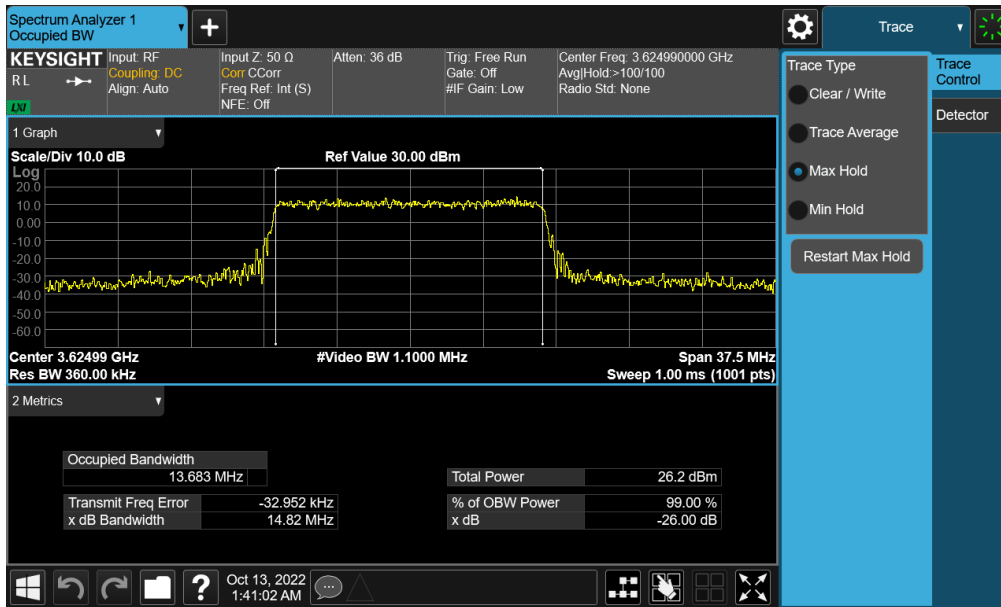 Spectrum Analyzer 1
Occupied BW
+
Trace
KEYSIGHT
R L
LXI
Input: RF
Coupling: DC
Align: Auto
Input Z: 50 Ω
Corr CCorr
Freq Ref: Int (S)
NFE: Off
Atten: 36 dB
Trig: Free Run
Gate: Off
#IF Gain: Low
Center Freq: 3.624990000 GHz
Avg|Hold:>100/100
Radio Std: None
Trace Type
Clear / Write
Trace Average
Max Hold
Min Hold
Restart Max Hold
Trace
Control
Detector
1 Graph
Scale/Div 10.0 dB
Ref Value 30.00 dBm
Log
20.0
10.0
0.00
-10.0
-20.0
-30.0
-40.0
-50.0
-60.0
Center 3.62499 GHz
#Video BW 1.1000 MHz
Span 37.5 MHz
Res BW 360.00 kHz
Sweep 1.00 ms (1001 pts)
2 Metrics
Occupied Bandwidth
13.683 MHz
Total Power 26.2 dBm
Transmit Freq Error -32.952 kHz
% of OBW Power 99.00 %
x dB Bandwidth 14.82 MHz
x dB -26.00 dB
?
Oct 13, 2022
1:41:02 AM